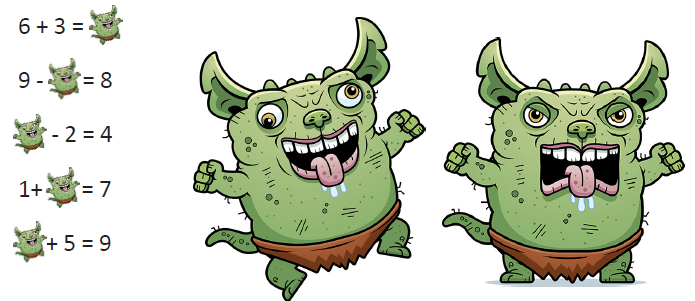 6 + 3 =
9 - = 8
- 2 = 4
1+ = 7
+ 5 = 9